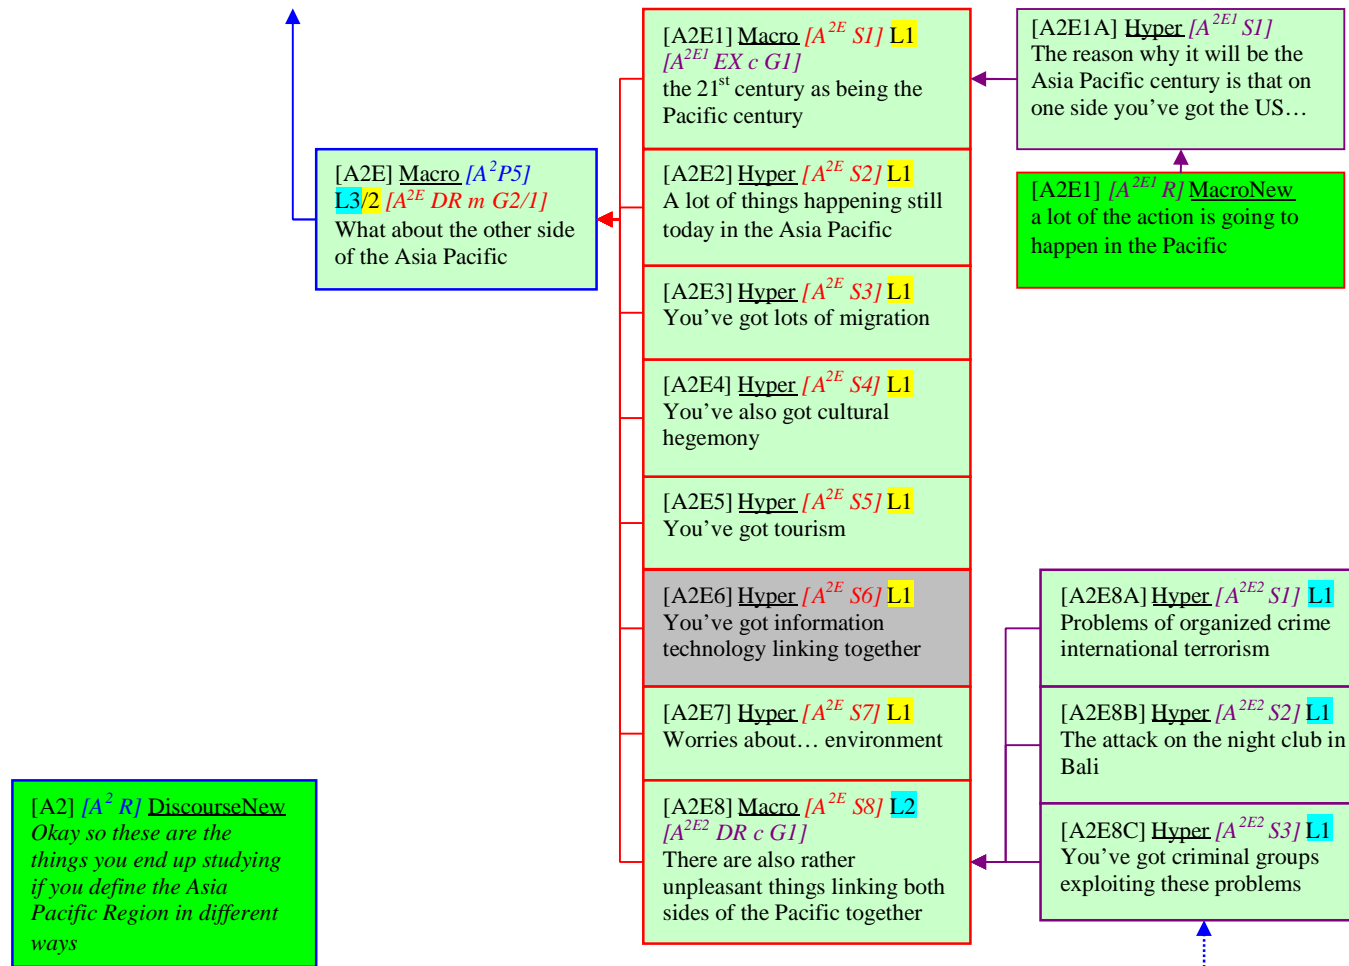 [A2E] Macro [A²P5]
L3/2 [A²ᴱ DR m G2/1]
What about the other side
of the Asia Pacific
[A2E1] Macro [A²ᴱ S1] L1
[A²ᴱ¹ EX c G1]
the 21ˢᵗ century as being the
Pacific century
[A2E2] Hyper [A²ᴱ S2] L1
A lot of things happening still
today in the Asia Pacific
[A2E3] Hyper [A²ᴱ S3] L1
You’ve got lots of migration
[A2E4] Hyper [A²ᴱ S4] L1
You’ve also got cultural
hegemony
[A2E5] Hyper [A²ᴱ S5] L1
You’ve got tourism
[A2E6] Hyper [A²ᴱ S6] L1
You’ve got information
technology linking together
[A2E7] Hyper [A²ᴱ S7] L1
Worries about… environment
[A2E8] Macro [A²ᴱ S8] L2
[A²ᴱ² DR c G1]
There are also rather
unpleasant things linking both
sides of the Pacific together
[A2E1A] Hyper [A²ᴱ¹ S1]
The reason why it will be the
Asia Pacific century is that on
one side you’ve got the US…
[A2E1] [A²ᴱ¹ R] MacroNew
a lot of the action is going to
happen in the Pacific
[A2E8A] Hyper [A²ᴱ² S1] L1
Problems of organized crime
international terrorism
[A2E8B] Hyper [A²ᴱ² S2] L1
The attack on the night club in
Bali
[A2E8C] Hyper [A²ᴱ² S3] L1
You’ve got criminal groups
exploiting these problems
[A2] [A² R] DiscourseNew
Okay so these are the
things you end up studying
if you define the Asia
Pacific Region in different
ways